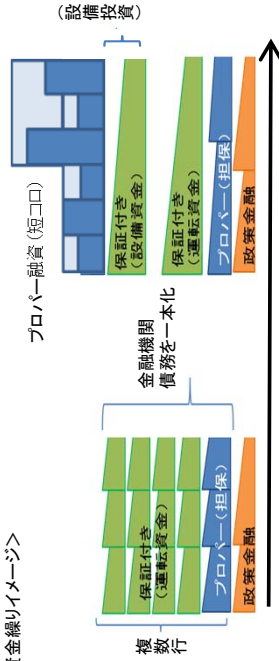 資金繰りイメージ>
複数行
保証付き
(運転資金)
プロパー(担保)
政策金融
金融機関
債務を一本化
プロパー融資(短コロ)
保証付き
(設備資金)
(設備投資)
保証付き
(運転資金)
プロパー(担保)
政策金融